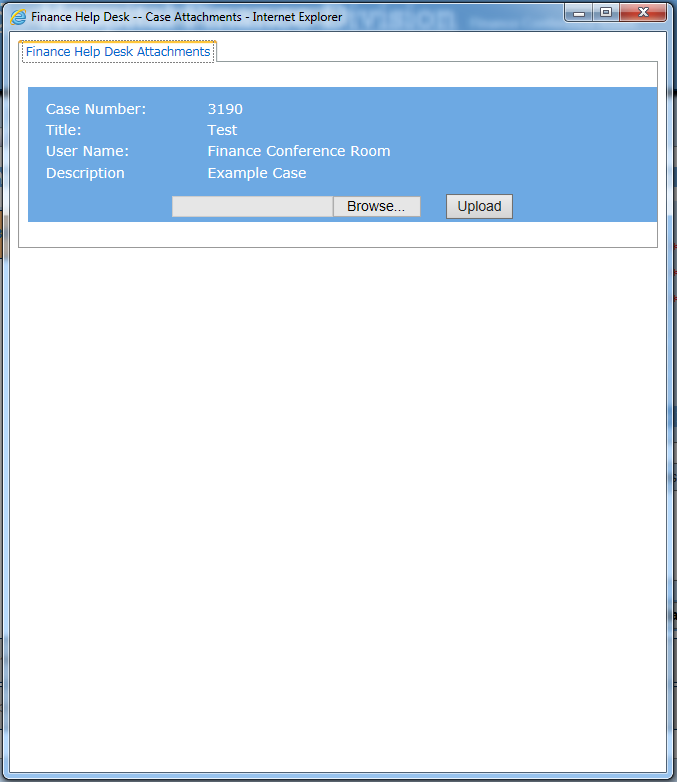 Finance Help Desk -- Case Attachments - Internet Explorer
Finance Help Desk Attachments
Case Number: 3190
Title: Test
User Name: Finance Conference Room
Description Example Case
Browse... Upload